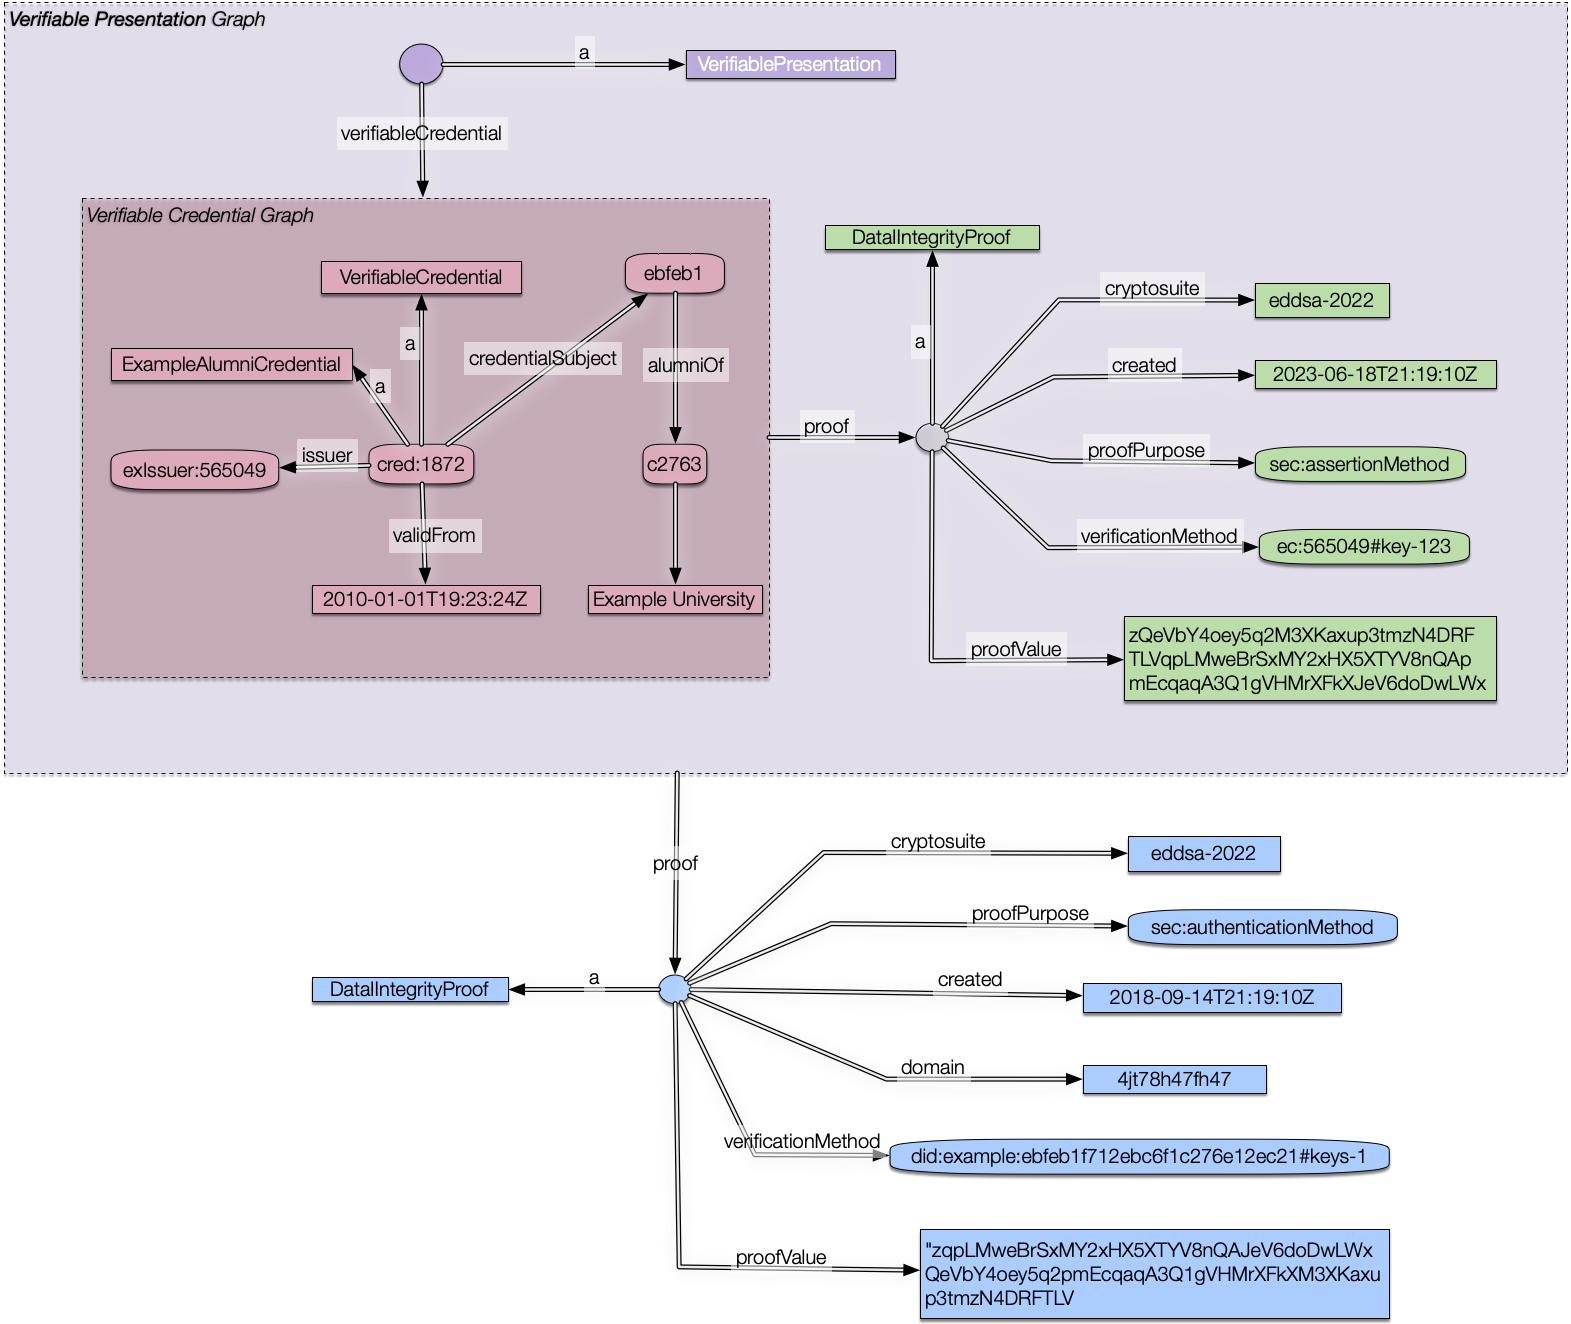 Verifiable Presentation Graph
a
VerifiablePresentation
verifiableCredential
Verifiable Credential Graph
VerifiableCredential
ebfeb1
a
credentialSubject
alumniOf
ExampleAlumniCredential
a
issuer
exIssuer:565049
cred:1872
c2763
validFrom
2010-01-01T19:23:24Z
Example University
proof
DataIIntegrityProof
a
cryptosuite
eddsa-2022
created
2023-06-18T21:19:10Z
proofPurpose
sec:assertionMethod
verificationMethod
ec:565049#key-123
proofValue
zQeVbY4oey5q2M3XKaxup3tmzN4DRF
TLVqpLMweBrSxMY2xHX5XTYV8nQAp
mEcqaqA3Q1gVHMrXFkXJeV6doDwLWx
proof
cryptosuite
eddsa-2022
proofPurpose
sec:authenticationMethod
a
DataIIntegrityProof
created
2018-09-14T21:19:10Z
domain
4jt78h47fh47
verificationMethod
did:example:ebfeb1f712ebc6f1c276e12ec21#keys-1
proofValue
"zqpLMweBrSxMY2xHX5XTYV8nQAJeV6doDwLWx
QeVbY4oey5q2pmEcqaqA3Q1gVHMrXFkXM3XKaxu
p3tmzN4DRFTLV